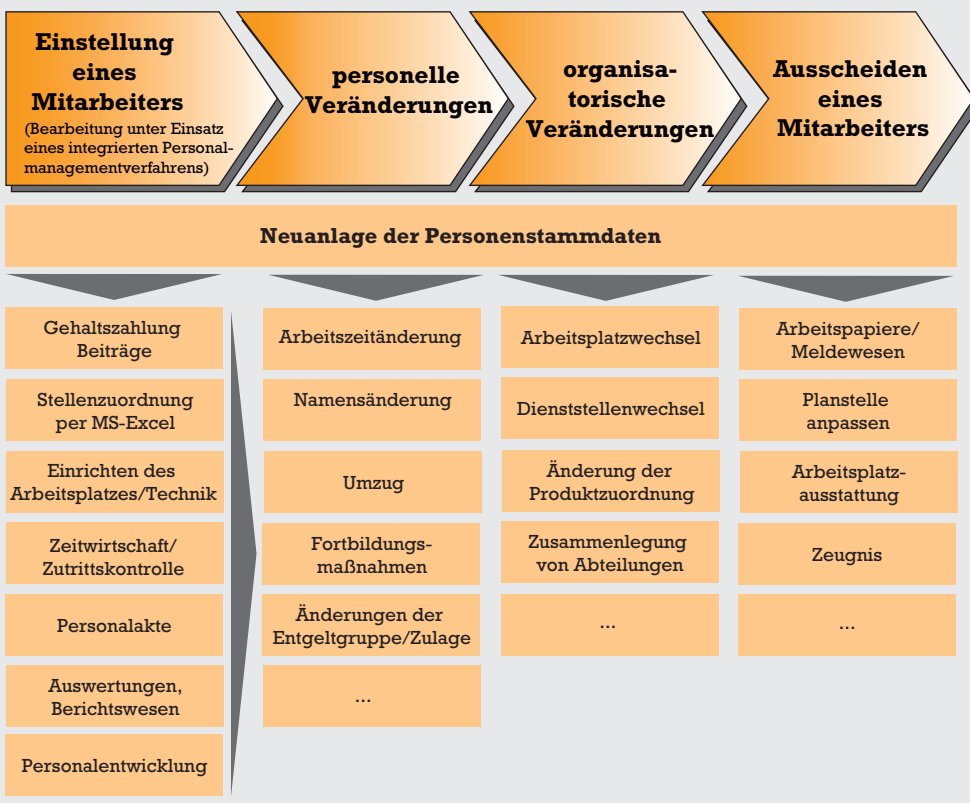 Einstellung
eines
Mitarbeiters
(Bearbeitung unter Einsatz
eines integrierten Personal-
managementverfahrens)
personelle
Veränderungen
organisa-
torische
Veränderungen
Ausscheiden
eines
Mitarbeiters
Neuanlage der Personenstammdaten
Gehaltszahlung
Beiträge
Stellenzuordnung
per MS-Excel
Einrichten des
Arbeitsplatzes/Technik
Zeitwirtschaft/
Zutrittskontrolle
Personalakte
Auswertungen,
Berichtswesen
Personalentwicklung
Arbeitszeitänderung
Namensänderung
Umzug
Fortbildungs-
maßnahmen
Änderungen der
Entgeltgruppe/Zulage
...
Arbeitsplatzwechsel
Dienststellenwechsel
Änderung der
Produktzuordnung
Zusammenlegung
von Abteilungen
...
Arbeitspapiere/
Meldewesen
Planstelle
anpassen
Arbeitsplatz-
ausstattung
Zeugnis
...